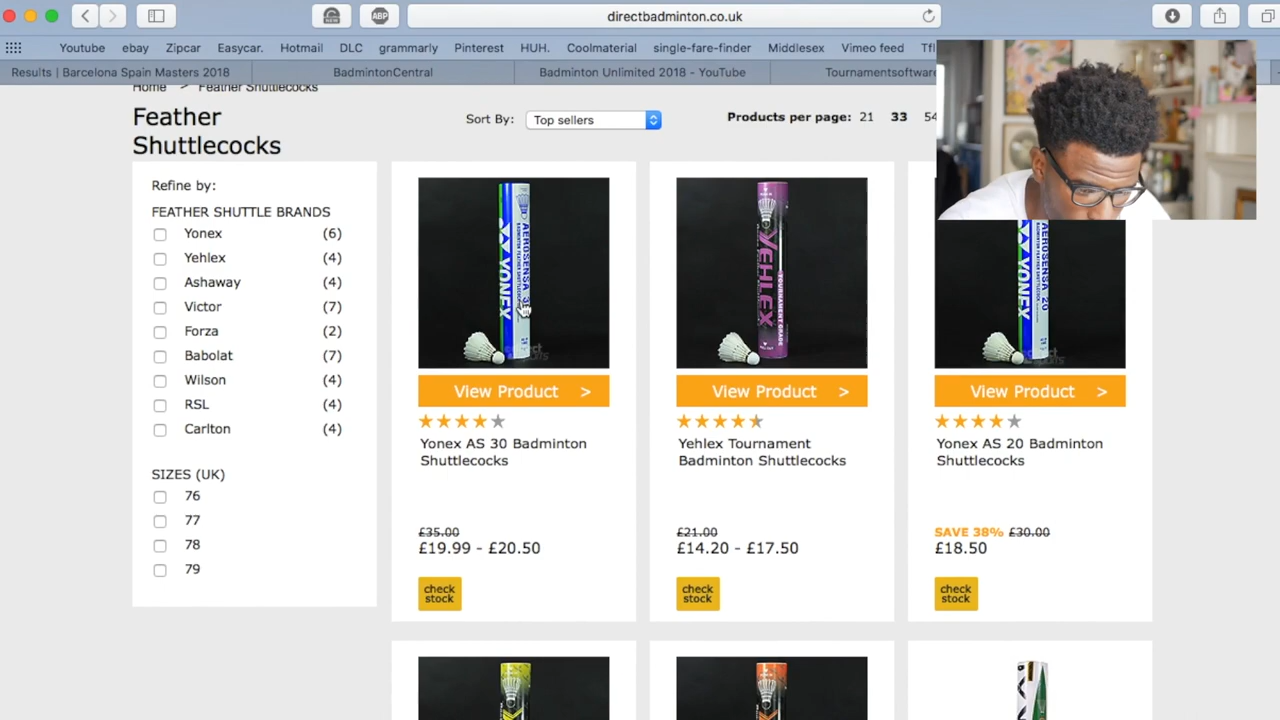 directbadminton.co.uk
ABP
Youtube ebay Zipcar Easycar. Hotmail DLC grammarly Pinterest HUH. Coolmaterial single-fare-finder Middlesex Vimeo feed Tfl
Results | Barcelona Spain Masters 2018 BadmintonCentral Badminton Unlimited 2018 - YouTube Tournamentsoftware
Home > Feather Shuttlecocks
Feather
Shuttlecocks
Sort By: Top sellers
Products per page: 21 33 54
Refine by:
FEATHER SHUTTLE BRANDS
Yonex (6)
Yehlex (4)
Ashaway (4)
Victor (7)
Forza (2)
Babolat (7)
Wilson (4)
RSL (4)
Carlton (4)
SIZES (UK)
76
77
78
79
YONEX
AEROSENSA 30
View Product >
Yonex AS 30 Badminton
Shuttlecocks
£35.00
£19.99 - £20.50
check
stock
YEHLEX
TOURNAMENT
GRADE
View Product >
Yehlex Tournament
Badminton Shuttlecocks
£21.00
£14.20 - £17.50
check
stock
YONEX
AEROSENSA 20
View Product >
Yonex AS 20 Badminton
Shuttlecocks
SAVE 38% £30.00
£18.50
check
stock